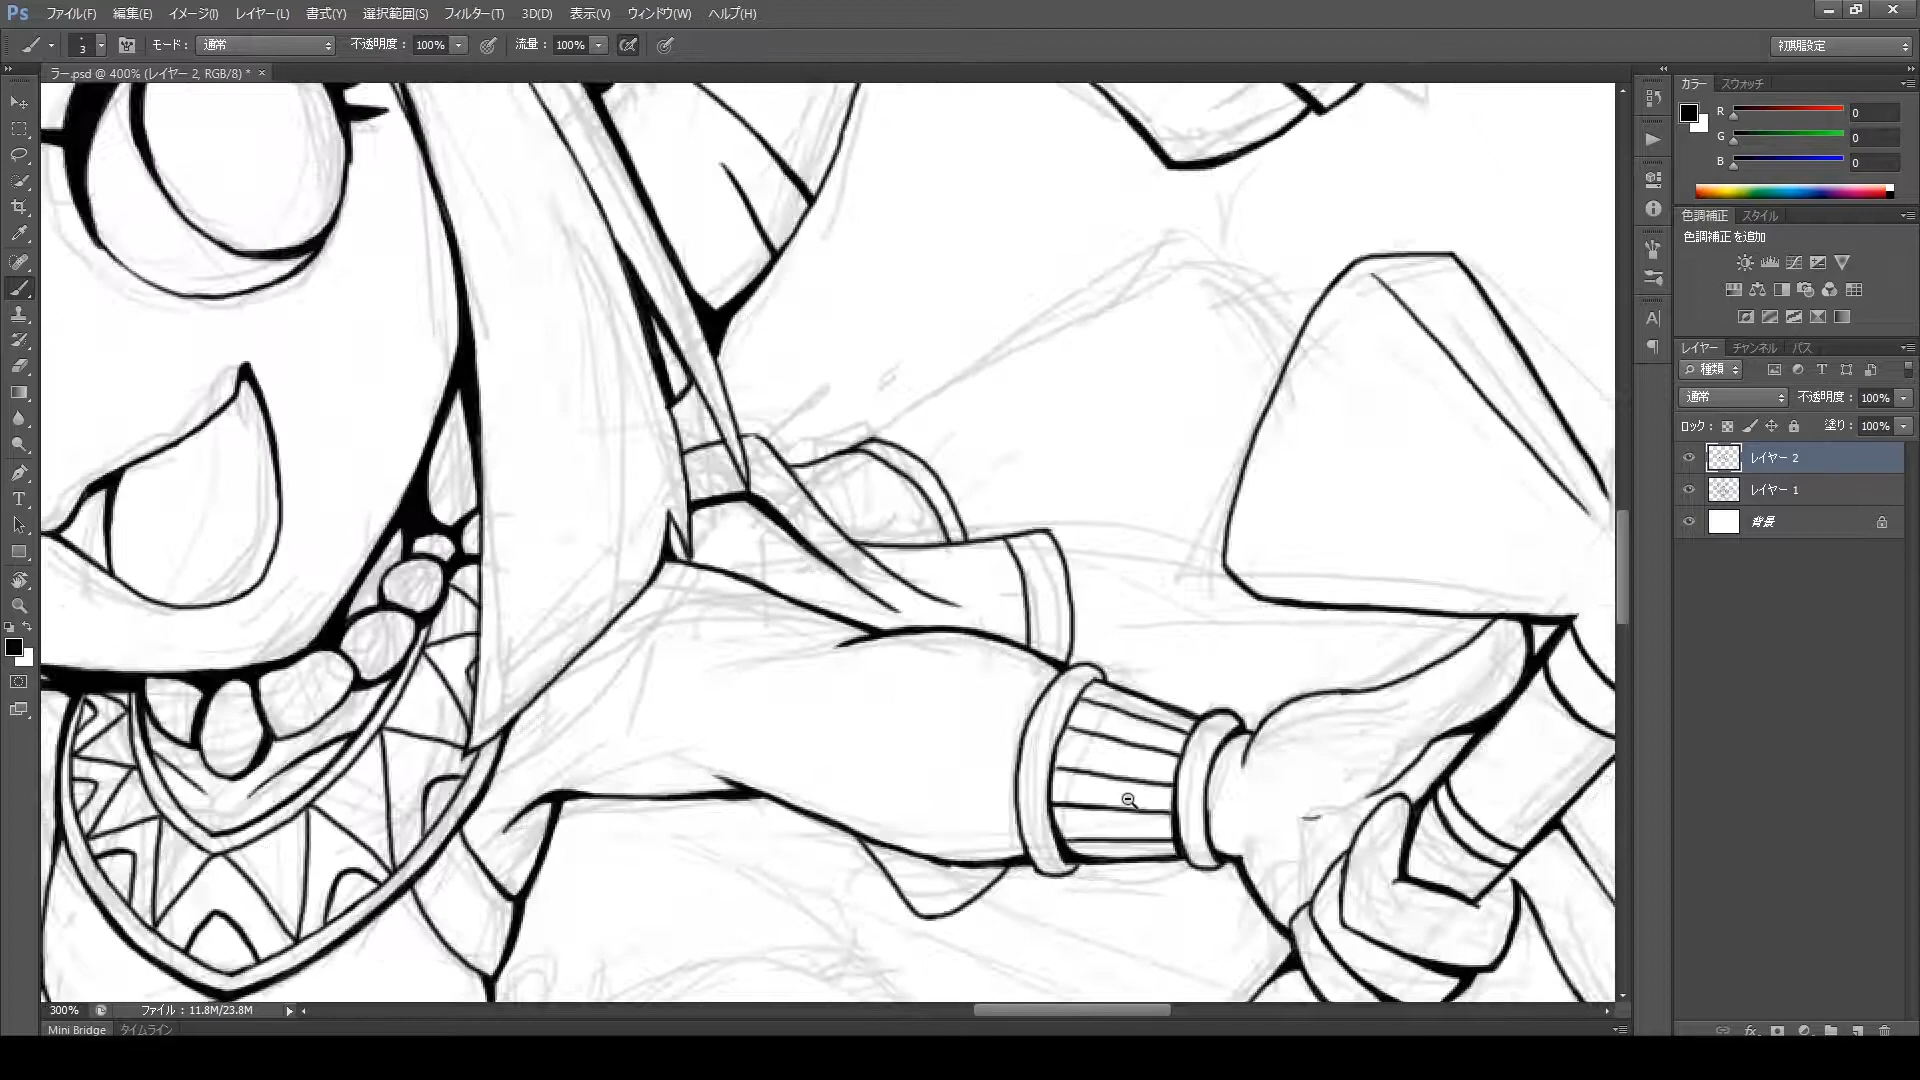 Ps ファイル(F) 編集(E) イメージ(I) レイヤー(L) 書式(Y) 選択範囲(S) フィルター(T) 3D(D) 表示(V) ウィンドウ(W) ヘルプ(H)
3 モード： 通常 不透明度： 100% 流量： 100% 初期設定
ラー.psd @ 400% (レイヤー 2, RGB/8) *
カラー スウォッチ
R 0
G 0
B 0
色調補正 スタイル
色調補正を追加
レイヤー チャンネル パス
種類
通常 不透明度： 100%
ロック： 塗り： 100%
レイヤー 2
レイヤー 1
背景
300% ファイル：11.8M/23.8M
Mini Bridge タイムライン